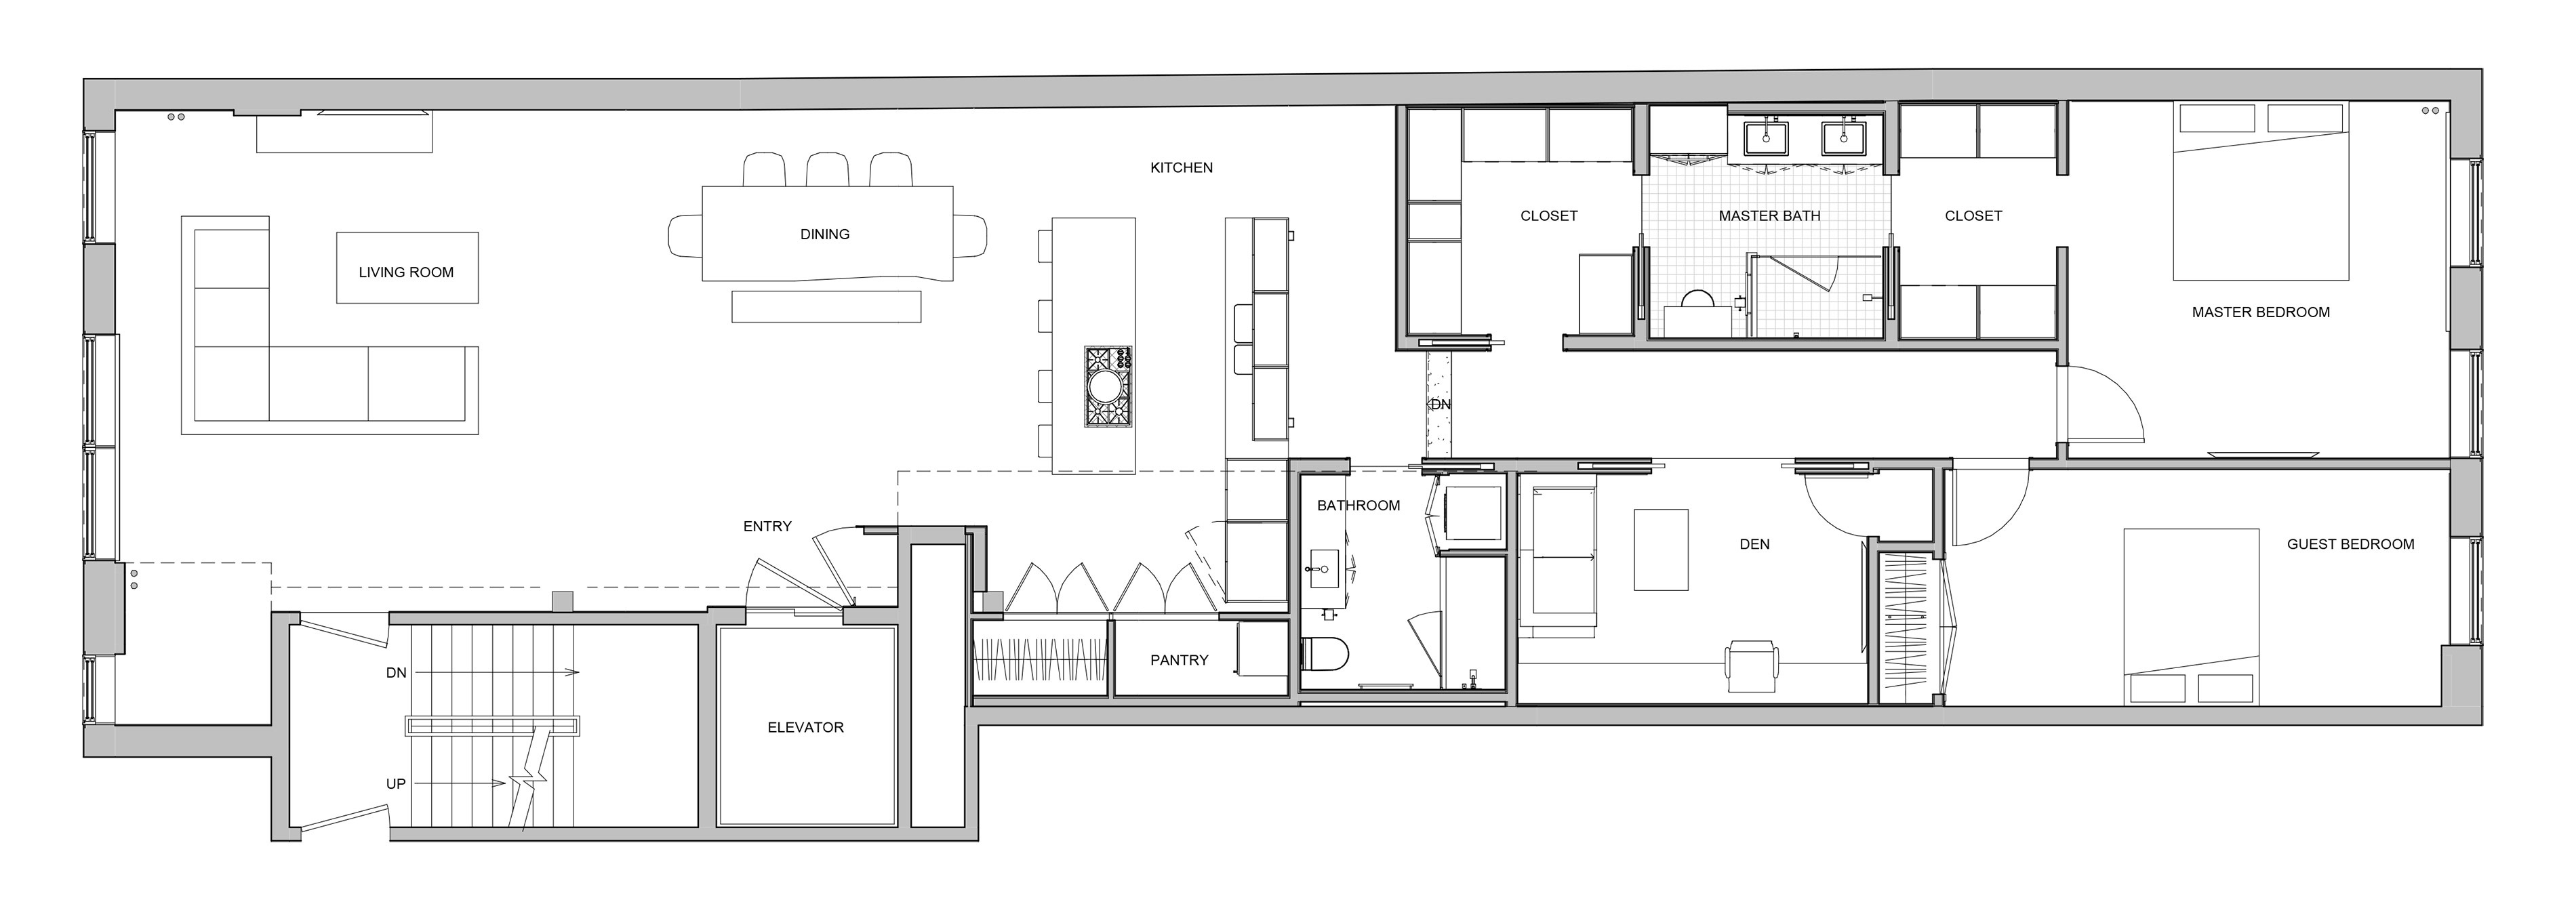 KITCHEN
DINING
LIVING ROOM
CLOSET
MASTER BATH
CLOSET
MASTER BEDROOM
DN
BATHROOM
ENTRY
DEN
GUEST BEDROOM
PANTRY
DN
ELEVATOR
UP